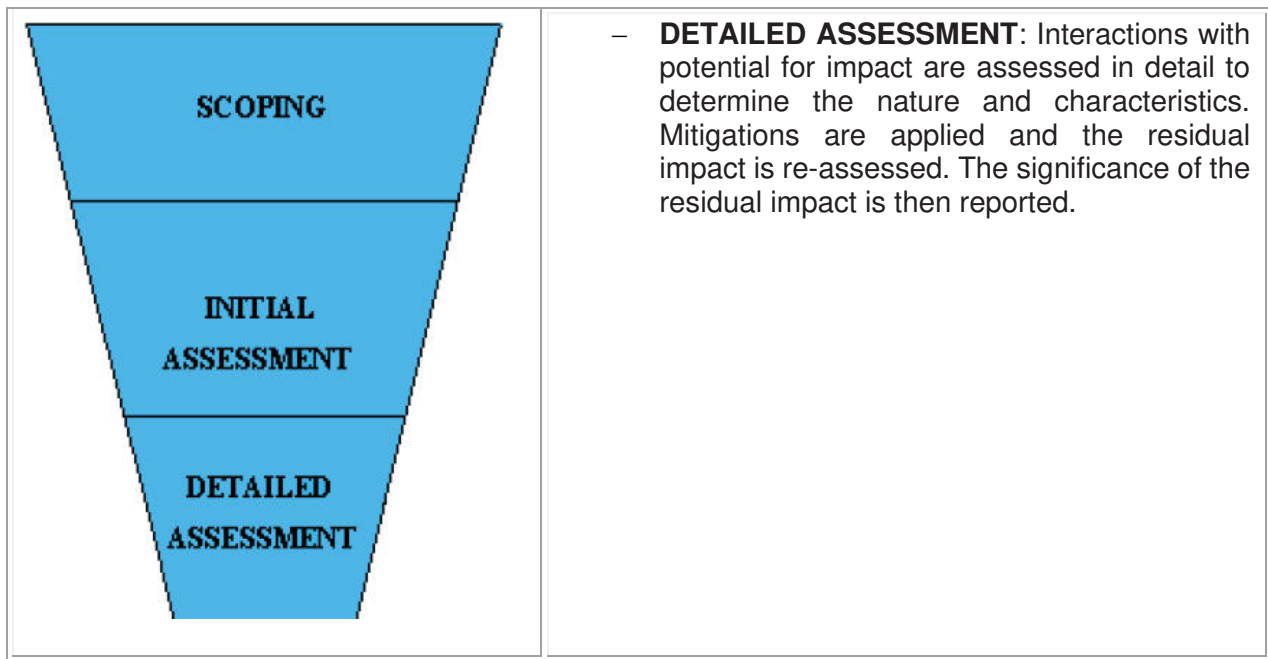 SCOPING
INITIAL
ASSESSMENT
DETAILED
ASSESSMENT
– DETAILED ASSESSMENT: Interactions with
potential for impact are assessed in detail to
determine the nature and characteristics.
Mitigations are applied and the residual
impact is re-assessed. The significance of the
residual impact is then reported.